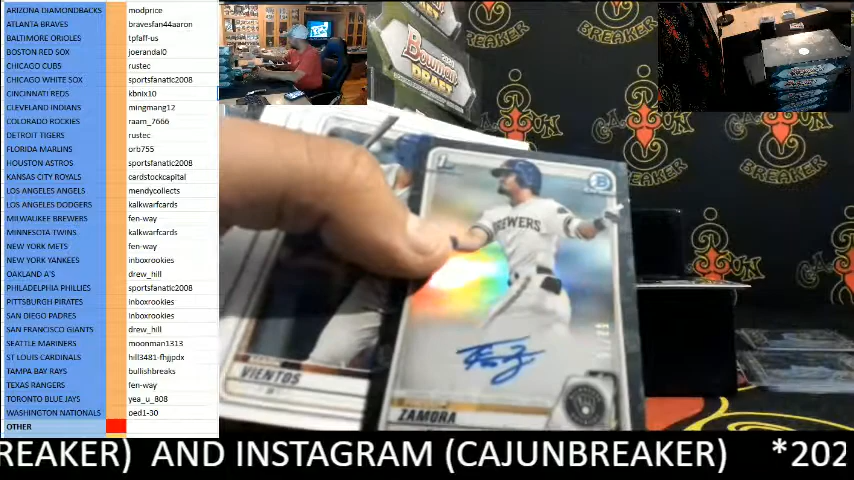 ARIZONA DIAMONDBACKS modprice
ATLANTA BRAVES bravesfan44aaron
BALTIMORE ORIOLES tpfaff-us
BOSTON RED SOX joerandal0
CHICAGO CUBS rustec
CHICAGO WHITE SOX sportsfanatic2008
CINCINNATI REDS kbnix10
CLEVELAND INDIANS mingmang12
COLORADO ROCKIES raam_7666
DETROIT TIGERS rustec
FLORIDA MARLINS orb755
HOUSTON ASTROS sportsfanatic2008
KANSAS CITY ROYALS cardstockcapital
LOS ANGELES ANGELS mendycollects
LOS ANGELES DODGERS kalkwarfcards
MILWAUKEE BREWERS fen-way
MINNESOTA TWINS kalkwarfcards
NEW YORK METS fen-way
NEW YORK YANKEES inboxrookies
OAKLAND A'S drew_hill
PHILADELPHIA PHILLIES sportsfanatic2008
PITTSBURGH PIRATES inboxrookies
SAN DIEGO PADRES inboxrookies
SAN FRANCISCO GIANTS drew_hill
SEATTLE MARINERS moonman1313
ST LOUIS CARDINALS hill3481-fhjjpdx
TAMPA BAY RAYS bullishbreaks
TEXAS RANGERS fen-way
TORONTO BLUE JAYS yea_u_808
WASHINGTON NATIONALS oed1-30
OTHER
Bowman
DRAFT
BREAKER
BREAKER
BREAKER
1st
B
BREWERS
VIENTOS
ZAMORA
REAKER) AND INSTAGRAM (CAJUNBREAKER) *202